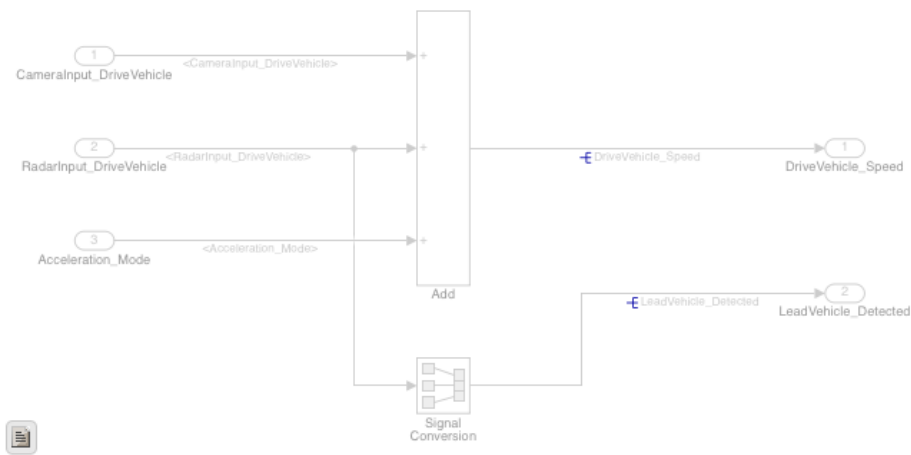 1
<CameraInput_DriveVehicle>
CameraInput_DriveVehicle
+
2
<RadarInput_DriveVehicle>
RadarInput_DriveVehicle
+
DriveVehicle_Speed
1
DriveVehicle_Speed
3
<Acceleration_Mode>
Acceleration_Mode
+
Add
LeadVehicle_Detected
2
LeadVehicle_Detected
Signal
Conversion